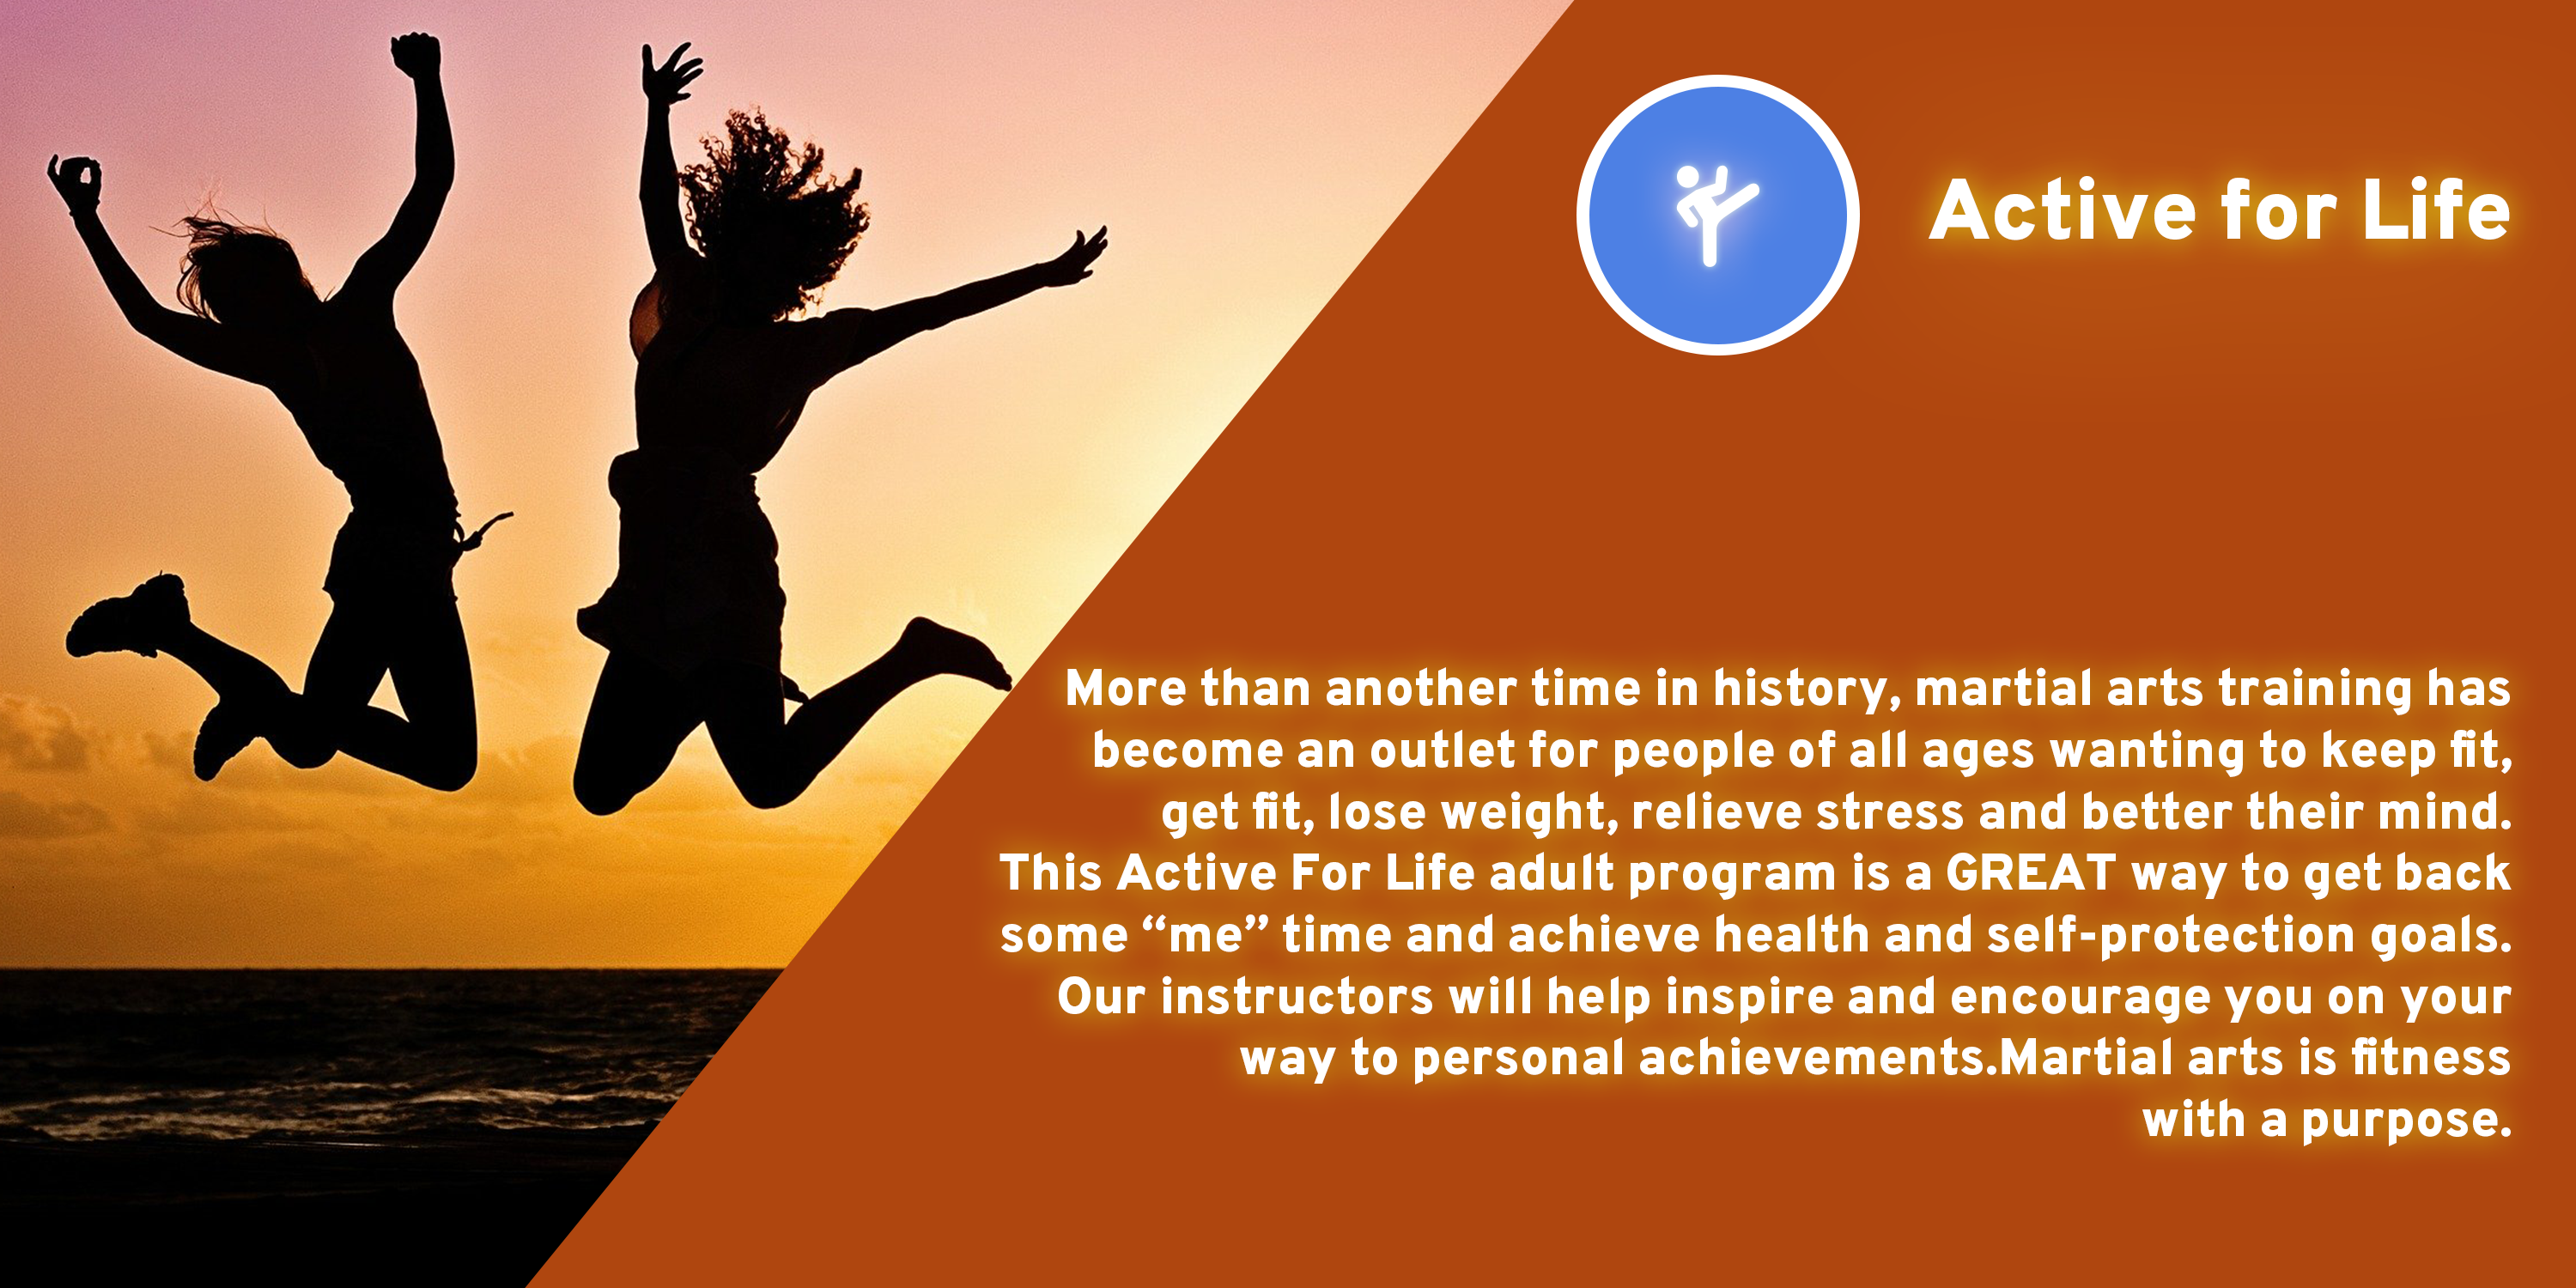 Active for Life
More than another time in history, martial arts training has
become an outlet for people of all ages wanting to keep fit,
get fit, lose weight, relieve stress and better their mind.
This Active For Life adult program is a GREAT way to get back
some “me” time and achieve health and self-protection goals.
Our instructors will help inspire and encourage you on your
way to personal achievements.Martial arts is fitness
with a purpose.